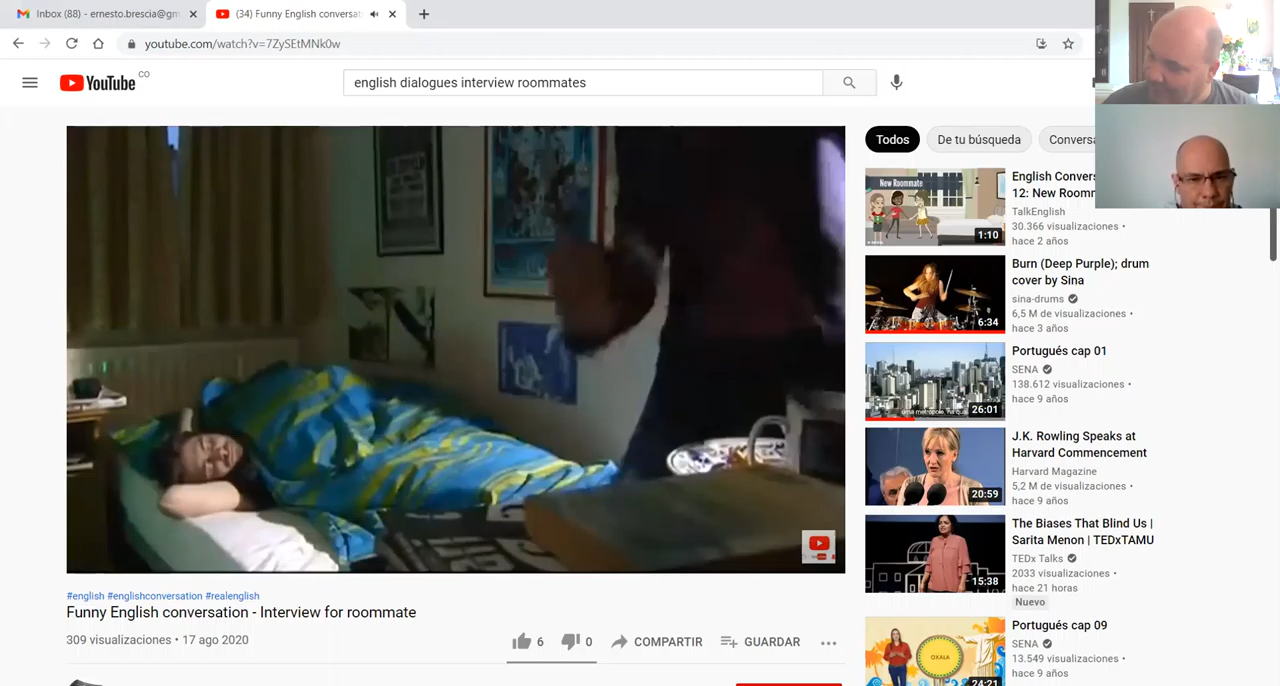 Inbox (88) - ernesto.brescia@gm
(34) Funny English conversat
youtube.com/watch?v=7ZySEtMNk0w
YouTube CO
english dialogues interview roommates
Todos
De tu búsqueda
Conversa
New Roommate
1:10
English Convers
12: New Roomm
TalkEnglish
30.366 visualizaciones •
hace 2 años
6:34
Burn (Deep Purple); drum
cover by Sina
sina-drums
6,5 M de visualizaciones •
hace 3 años
26:01
Portugués cap 01
SENA
138.612 visualizaciones •
hace 9 años
20:59
J.K. Rowling Speaks at
Harvard Commencement
Harvard Magazine
5,2 M de visualizaciones •
hace 9 años
15:38
The Biases That Blind Us |
Sarita Menon | TEDxTAMU
TEDx Talks
2033 visualizaciones •
hace 21 horas
Nuevo
OXALA
24:21
Portugués cap 09
SENA
13.549 visualizaciones •
hace 9 años
#english #englishconversation #realenglish
Funny English conversation - Interview for roommate
309 visualizaciones • 17 ago 2020
6
0
COMPARTIR
GUARDAR